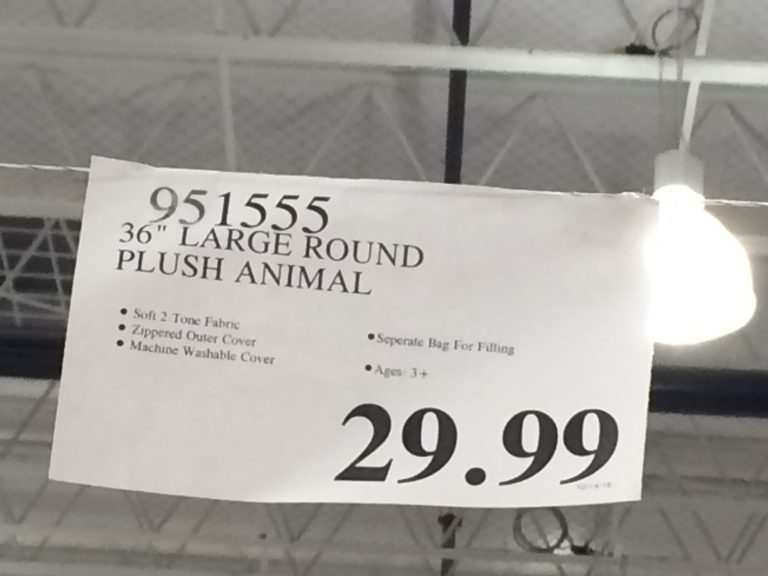 951555
36" LARGE ROUND
PLUSH ANIMAL
• Soft 2 Tone Fabric
• Zippered Outer Cover
• Machine Washable Cover
• Seperate Bag For Filling
• Ages: 3+
29.99